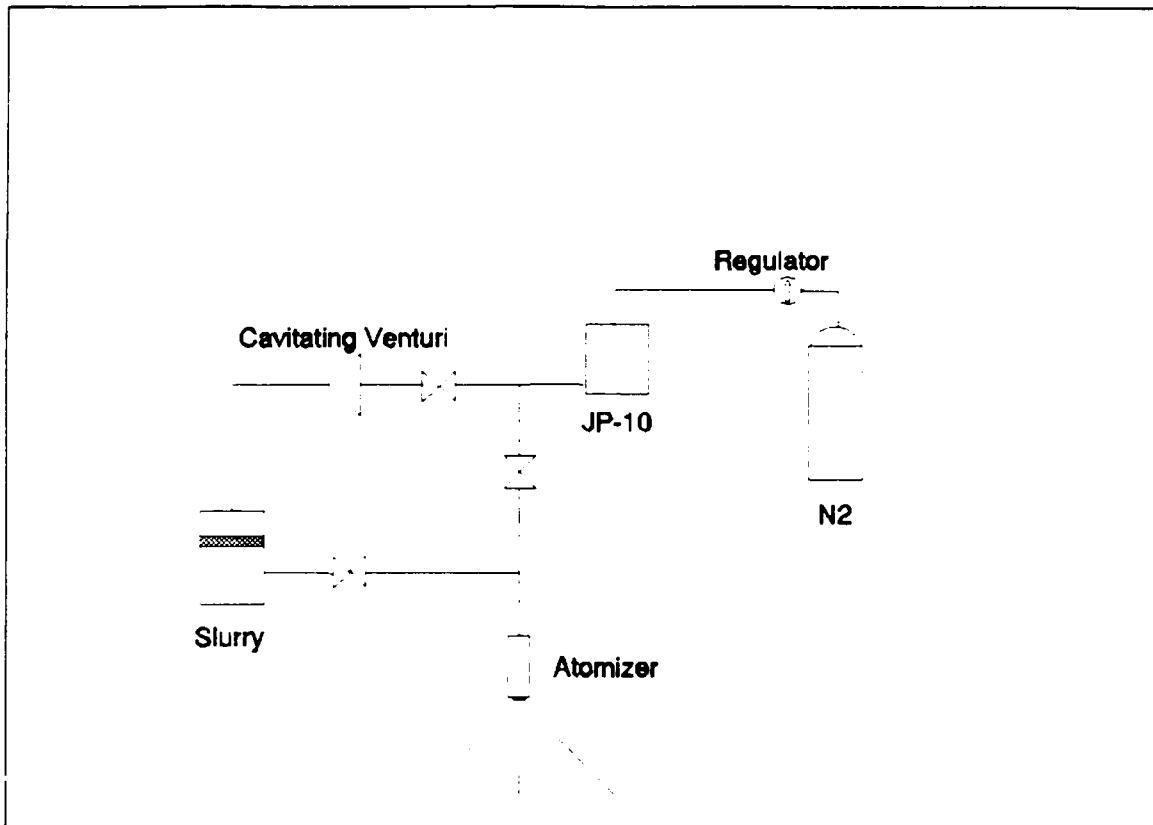 Regulator
Cavitating Venturi
JP-10
N2
Slurry
Atomizer